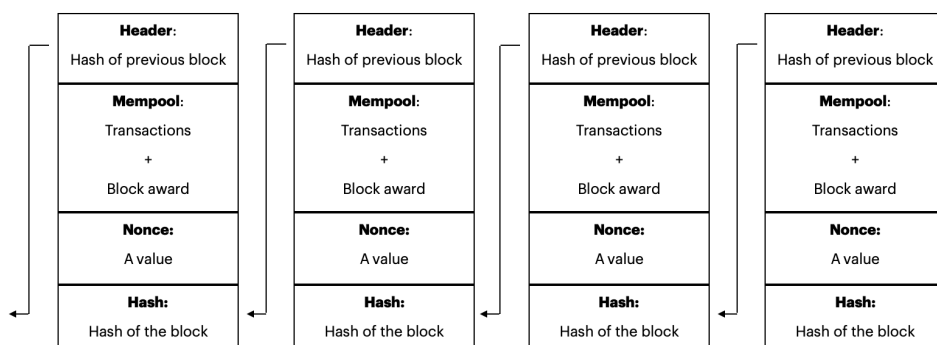 Header:
Hash of previous block
Mempool:
Transactions
+
Block award
Nonce:
A value
Hash:
Hash of the block
Header:
Hash of previous block
Mempool:
Transactions
+
Block award
Nonce:
A value
Hash:
Hash of the block
Header:
Hash of previous block
Mempool:
Transactions
+
Block award
Nonce:
A value
Hash:
Hash of the block
Header:
Hash of previous block
Mempool:
Transactions
+
Block award
Nonce:
A value
Hash:
Hash of the block